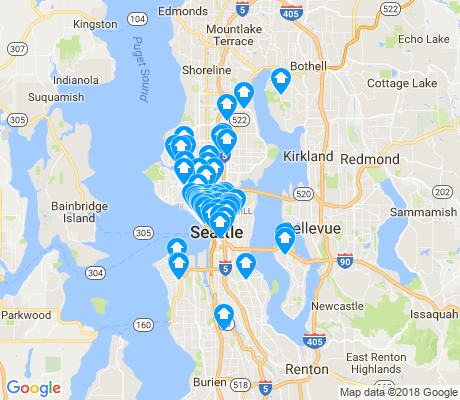 Kingston
Edmonds
104
405
Mountlake
Terrace
522
Echo Lake
307
Puget Sound
Bothell
Indianola
Shoreline
Cottage Lake
Suquamish
522
305
5
Kirkland
Redmond
Bainbridge
Island
520
202
HILL
Sammamish
305
Seattle
ellevue
304
5
90
Newcastle
Issaquah
Parkwood
160
405
East Renton
Highlands
Renton
Burien
518
5
Google
Map data ©2018 Google